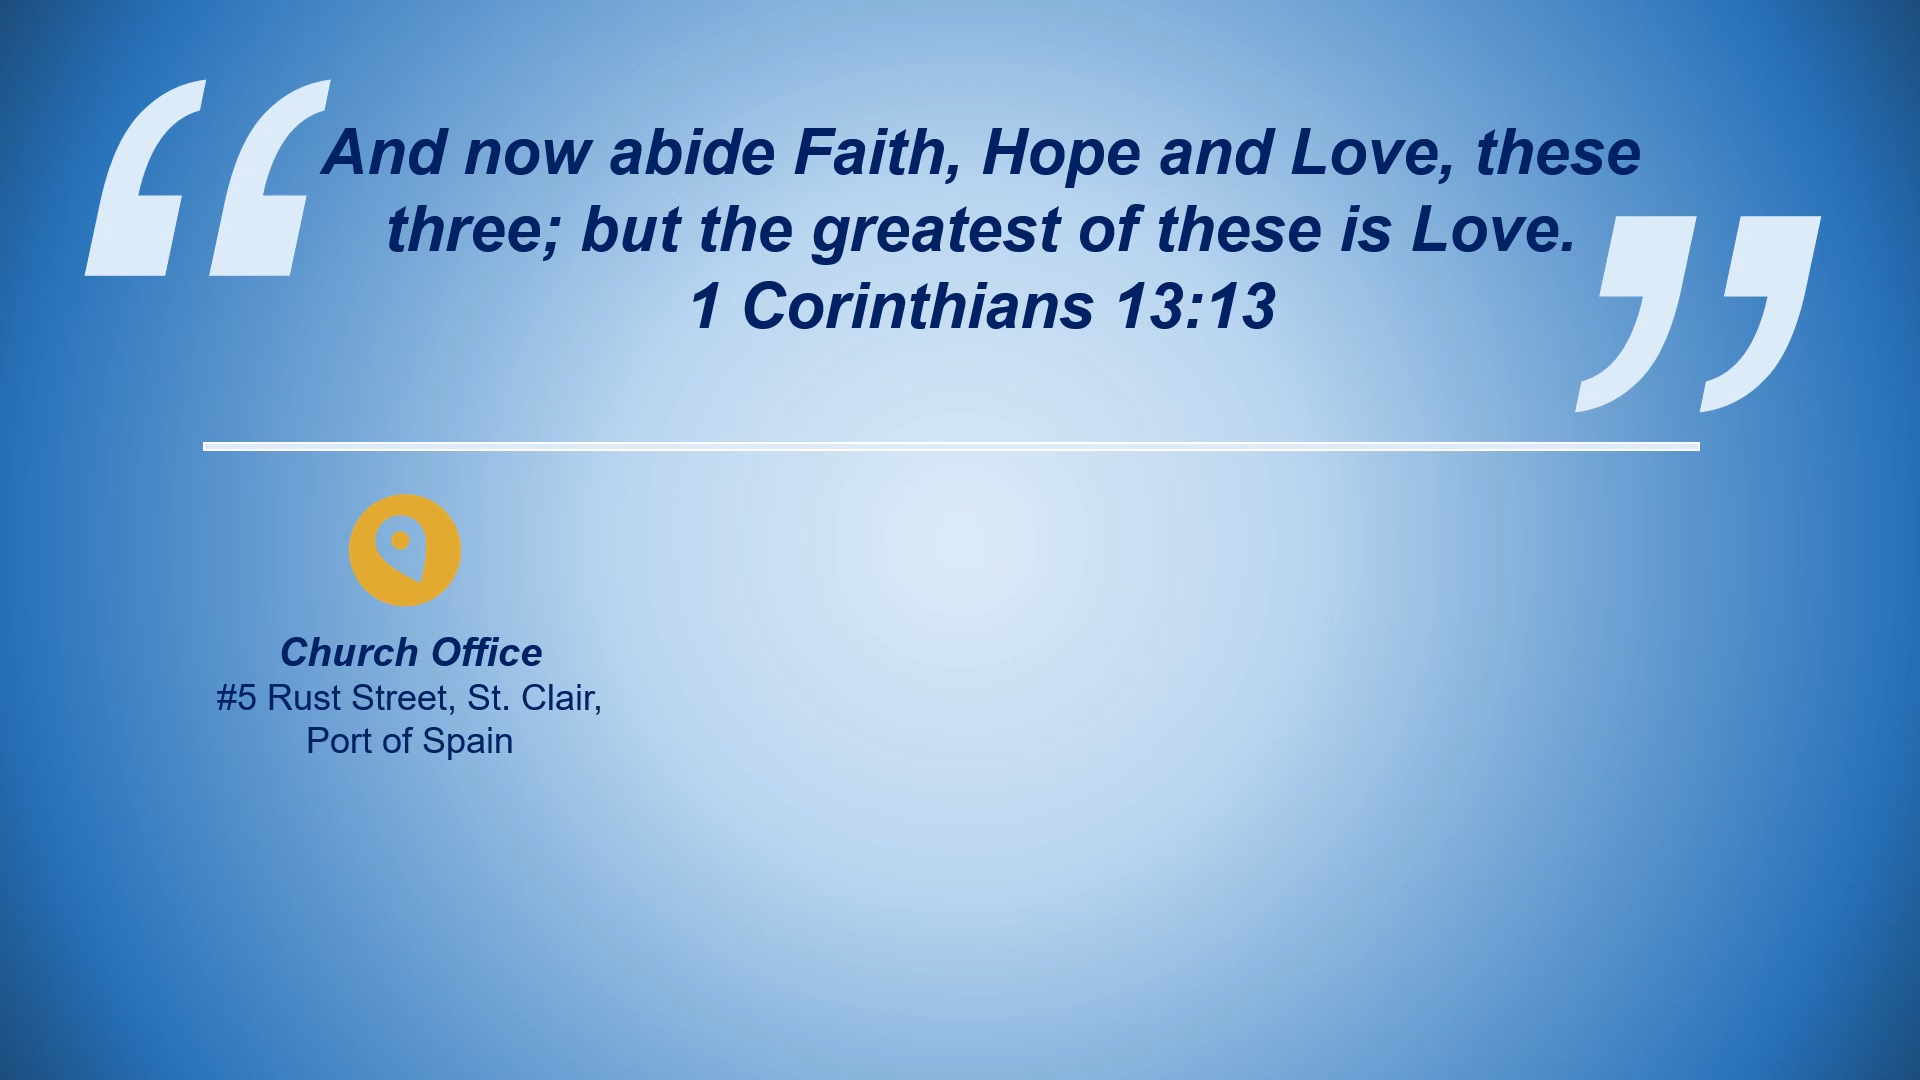 “And now abide Faith, Hope and Love, these
three; but the greatest of these is Love.”
1 Corinthians 13:13
Church Office
#5 Rust Street, St. Clair,
Port of Spain